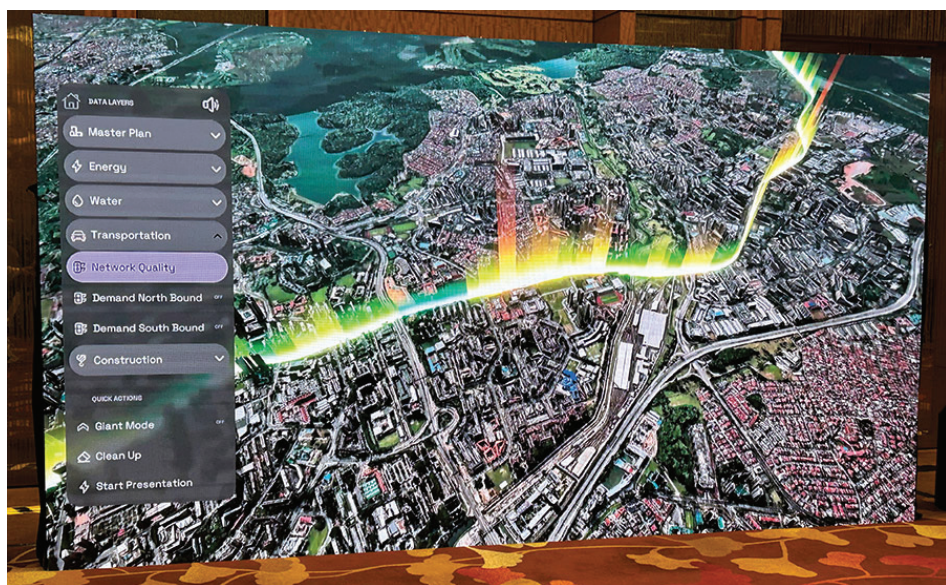 DATA LAYERS
Master Plan
Energy
Water
Transportation
Network Quality
Demand North Bound OFF
Demand South Bound OFF
Construction
QUICK ACTIONS
Giant Mode OFF
Clean Up
Start Presentation